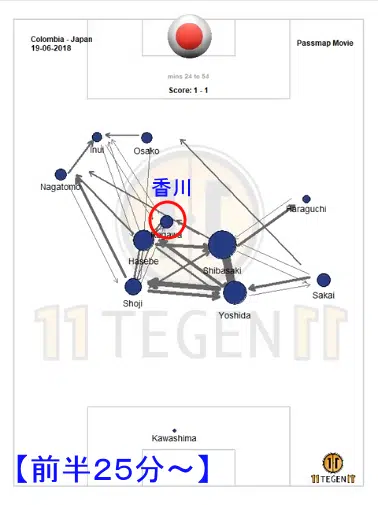 Colombia - Japan
19-06-2018
Passmap Movie
mins 24 to 54
Score: 1 - 1
Inui
Osako
Nagatomo
香川
Kagawa
Haraguchi
Hasebe
Shibasaki
Shoji
Sakai
Yoshida
11 TEGEN 11
Kawashima
【前半25分～】
11 TEGEN 11